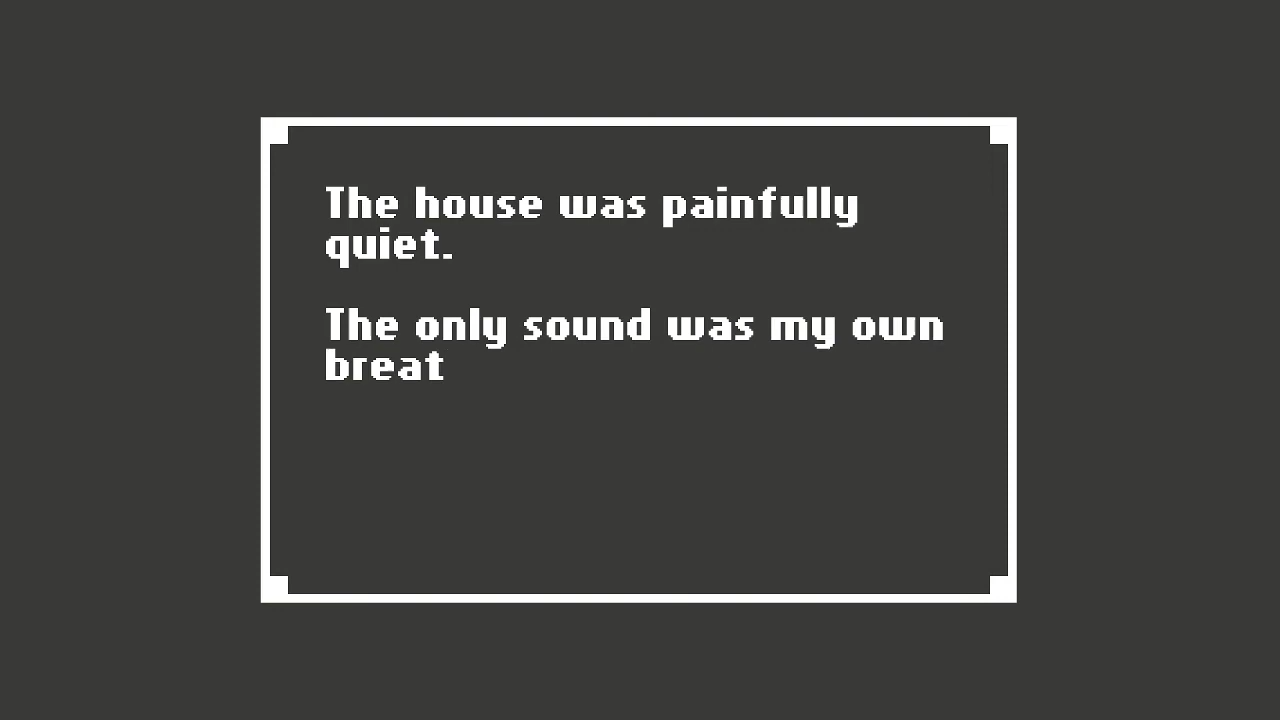 The house was painfully
quiet.
The only sound was my own
breat